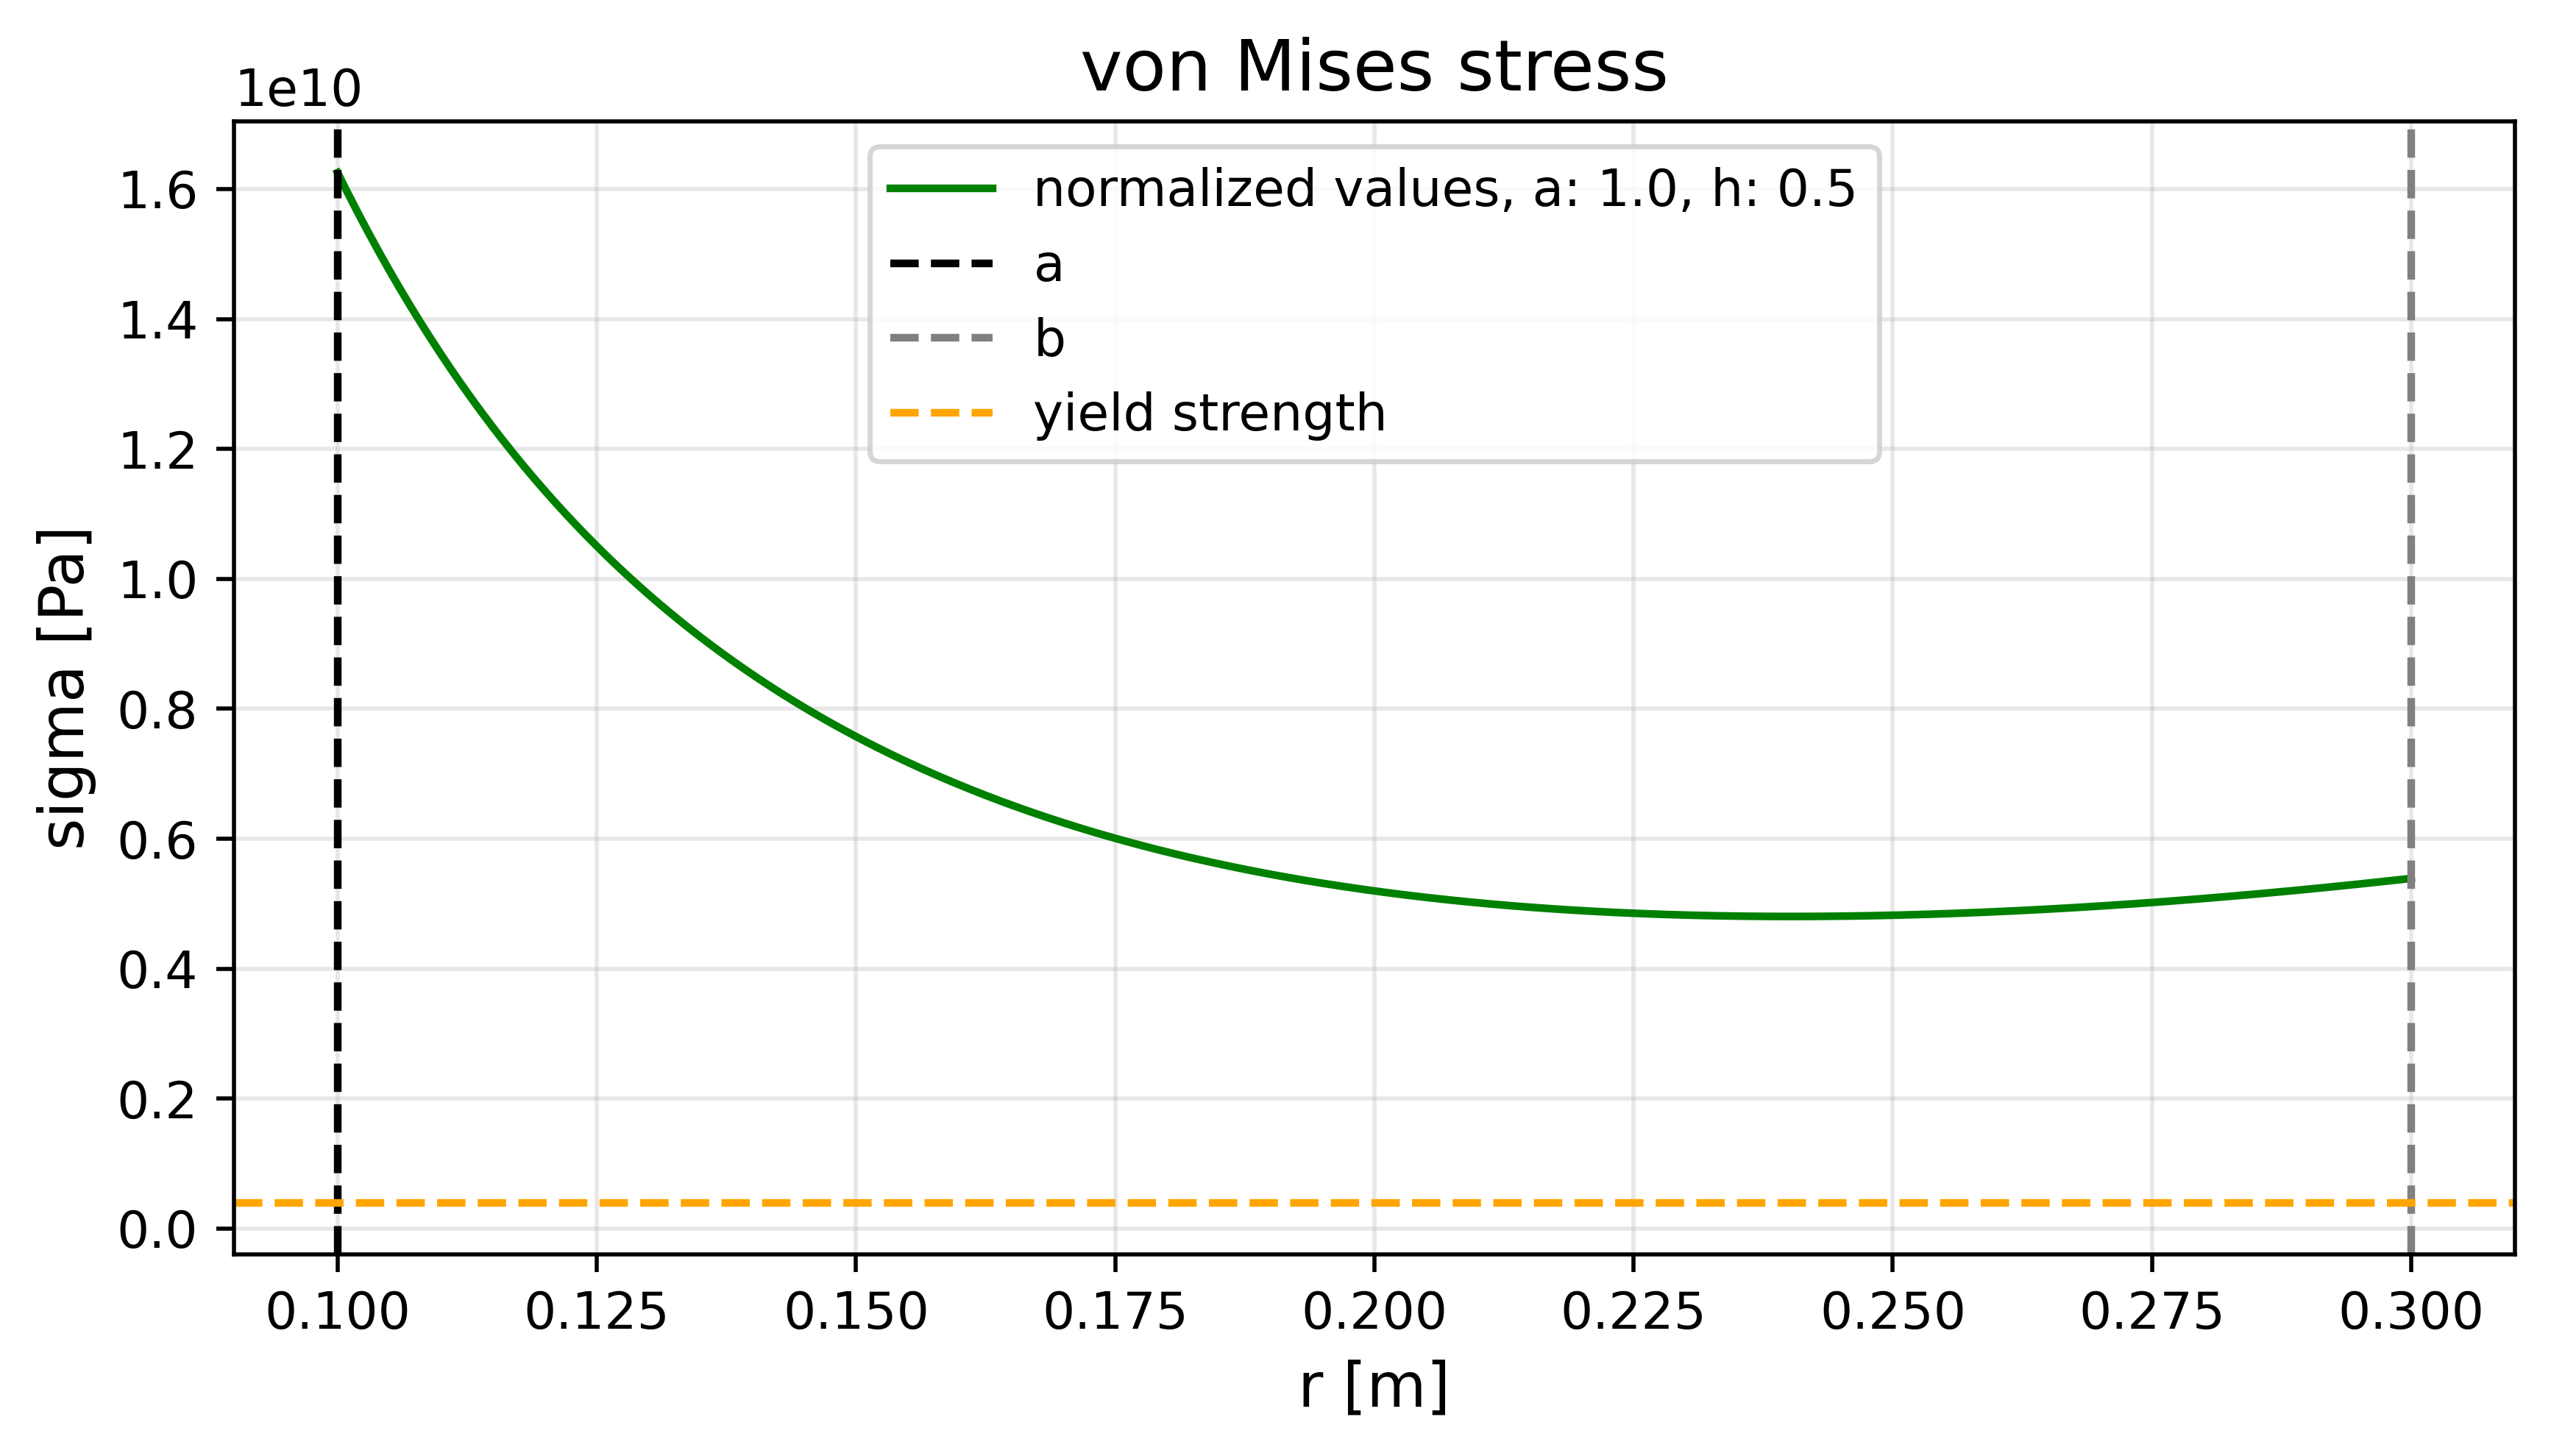 von Mises stress
1e10
normalized values, a: 1.0, h: 0.5
a
b
yield strength
sigma [Pa]
1.6
1.4
1.2
1.0
0.8
0.6
0.4
0.2
0.0
0.100 0.125 0.150 0.175 0.200 0.225 0.250 0.275 0.300
r [m]